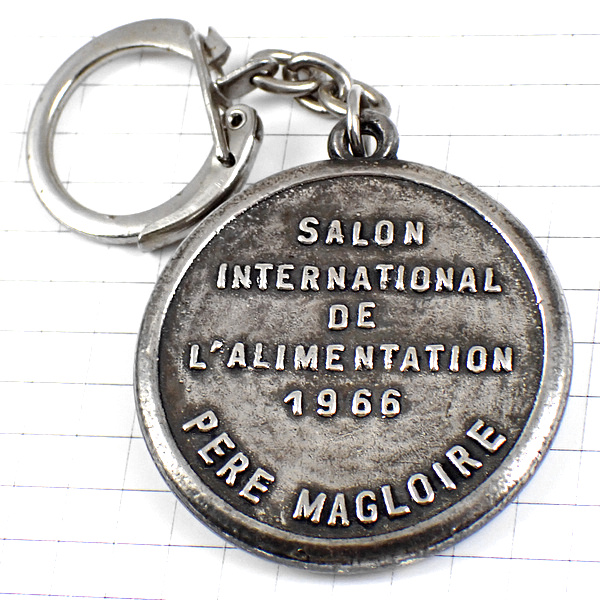 SALON
INTERNATIONAL
DE
L'ALIMENTATION
1966
PERE MAGLOIRE